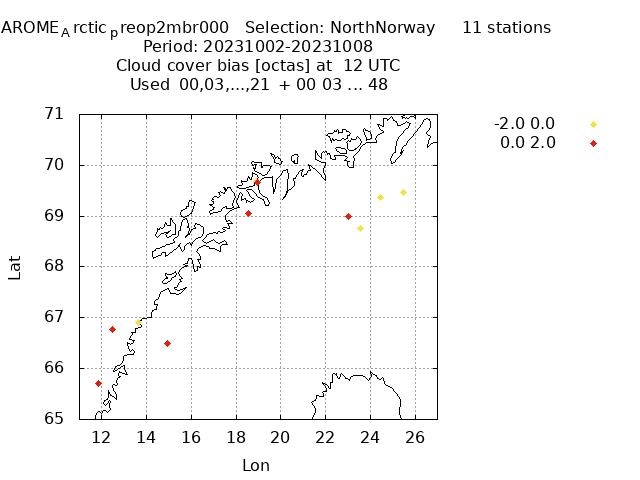 AROME_Arctic_preop2mbr000 Selection: NorthNorway 11 stations
Period: 20231002-20231008
Cloud cover bias [octas] at 12 UTC
Used 00,03,...,21 + 00 03 ... 48
-2.0 0.0
0.0 2.0
71
70
69
68
67
66
65
Lat
12 14 16 18 20 22 24 26
Lon